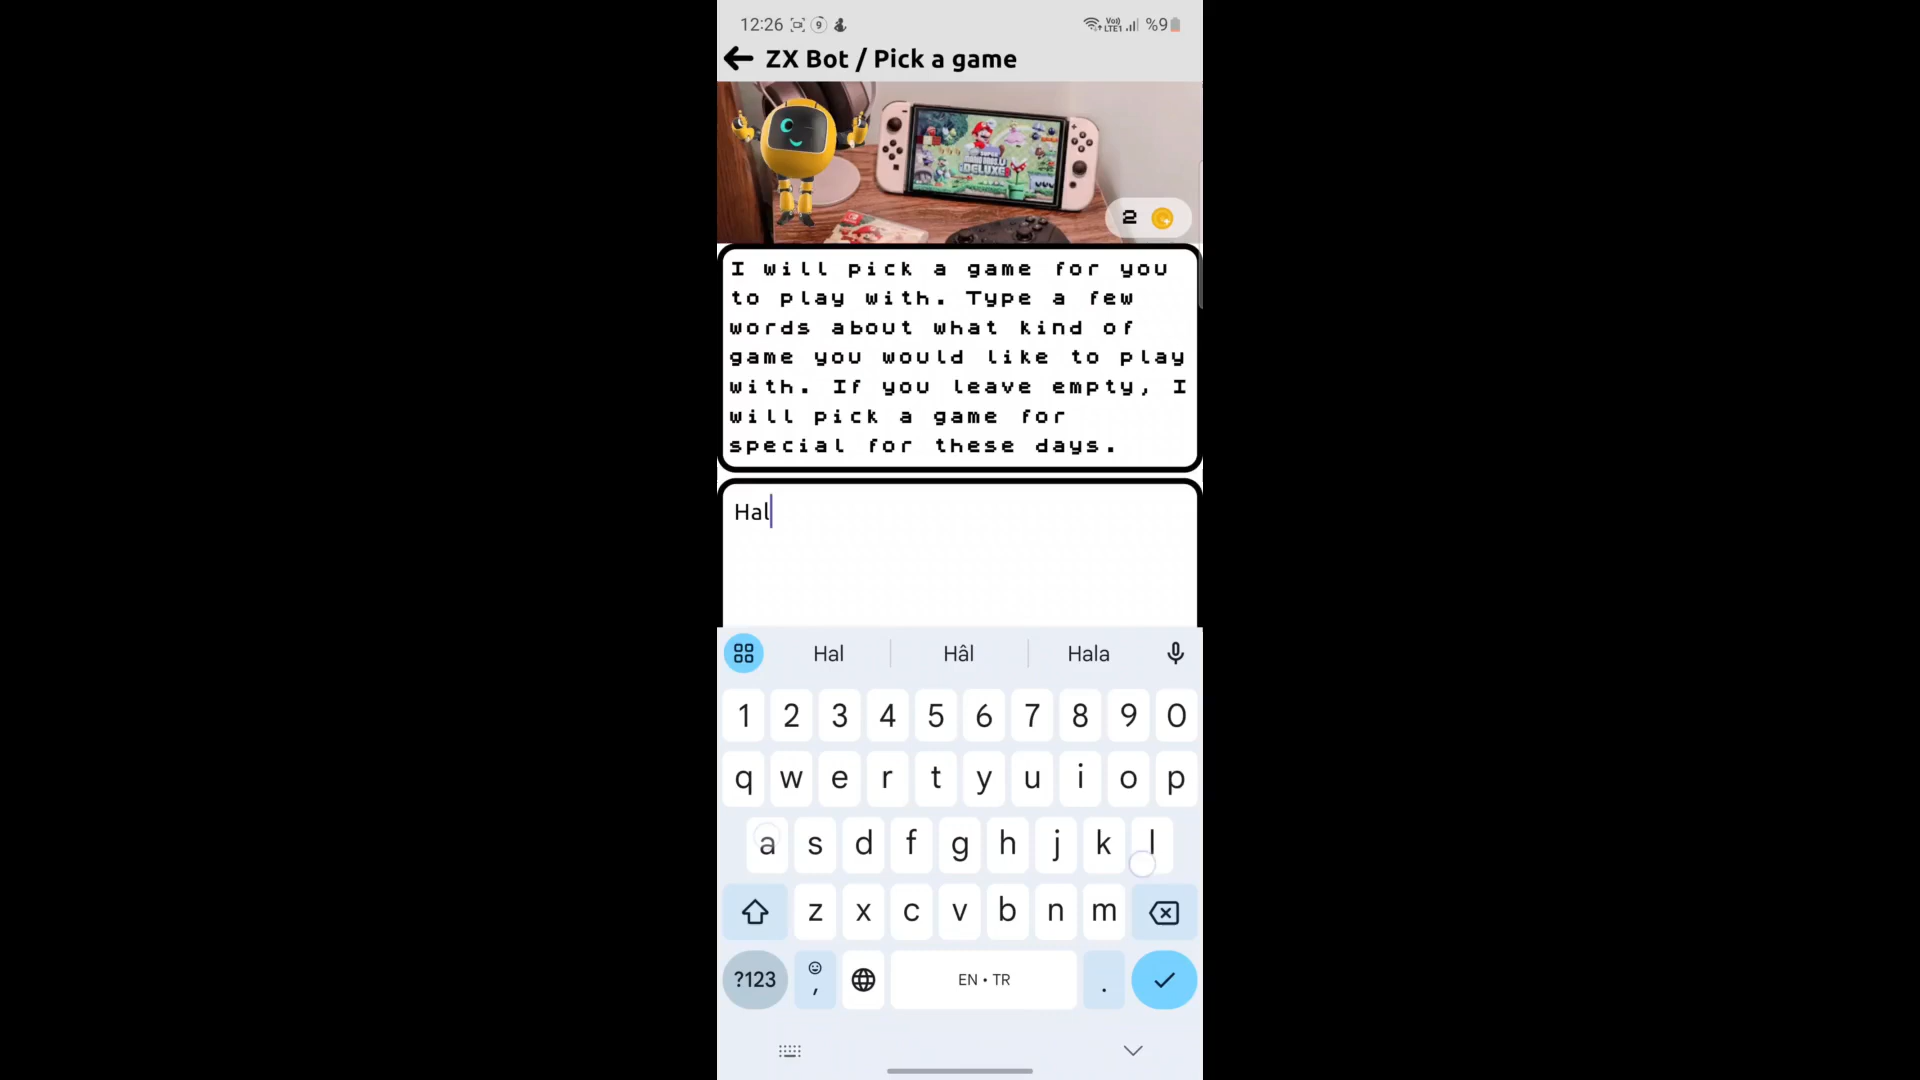 12:26
9
Voi)
LTE1
%9
ZX Bot / Pick a game
2
I will pick a game for you
to play with. Type a few
words about what kind of
game you would like to play
with. If you leave empty, I
will pick a game for
special for these days.
Hal
Hal
Hâl
Hala
1 2 3 4 5 6 7 8 9 0
q w e r t y u i o p
a s d f g h j k l
z x c v b n m
?123
,
EN • TR
.